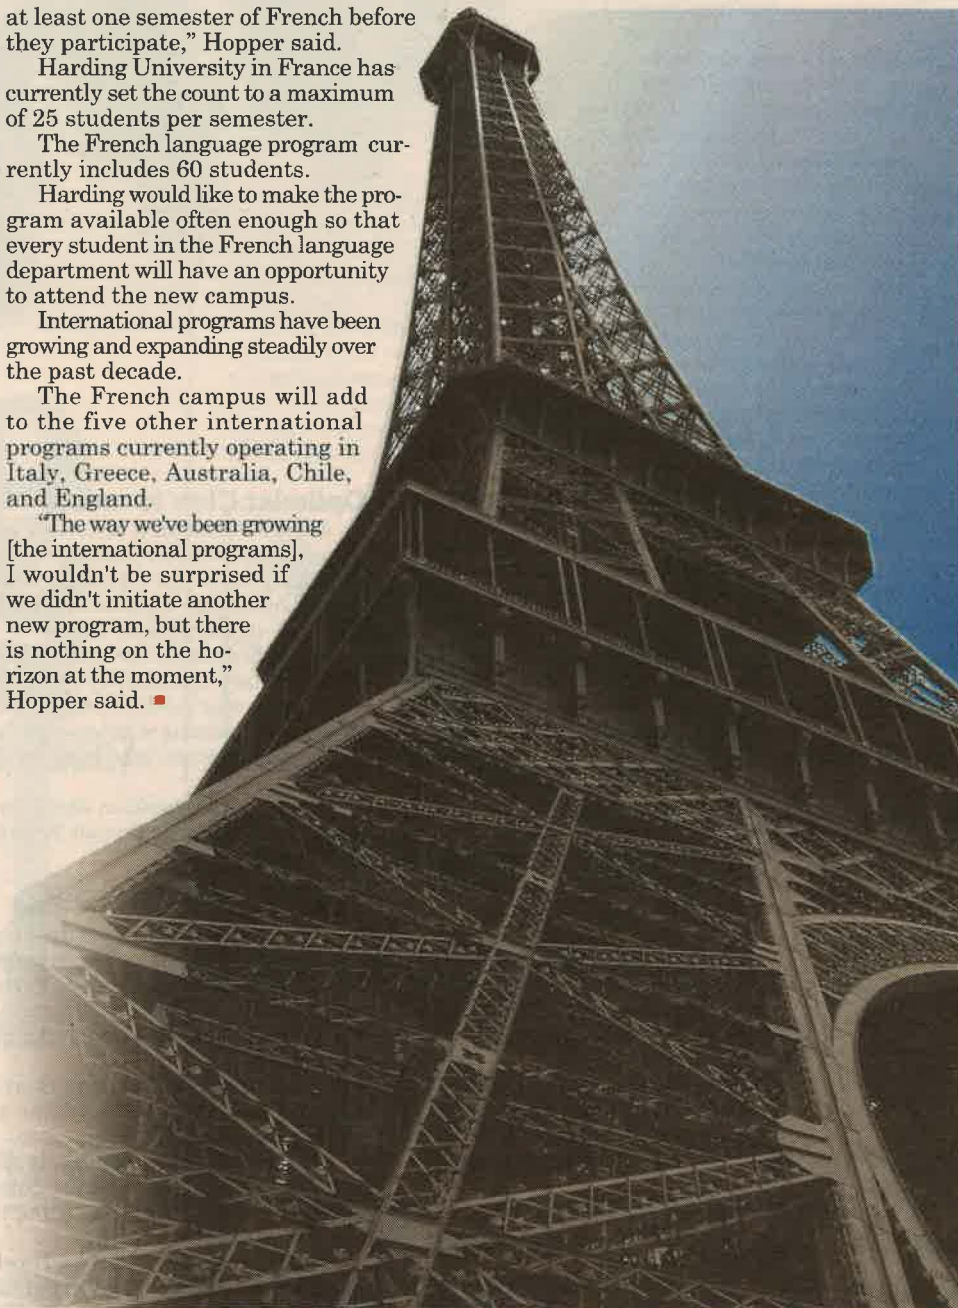 at least one semester of French before
they participate,” Hopper said.
Harding University in France has
currently set the count to a maximum
of 25 students per semester.
The French language program cur-
rently includes 60 students.
Harding would like to make the pro-
gram available often enough so that
every student in the French language
department will have an opportunity
to attend the new campus.
International programs have been
growing and expanding steadily over
the past decade.
The French campus will add
to the five other international
programs currently operating in
Italy, Greece, Australia, Chile,
and England.
“The way we've been growing
[the international programs],
I wouldn't be surprised if
we didn't initiate another
new program, but there
is nothing on the ho-
rizon at the moment,”
Hopper said.